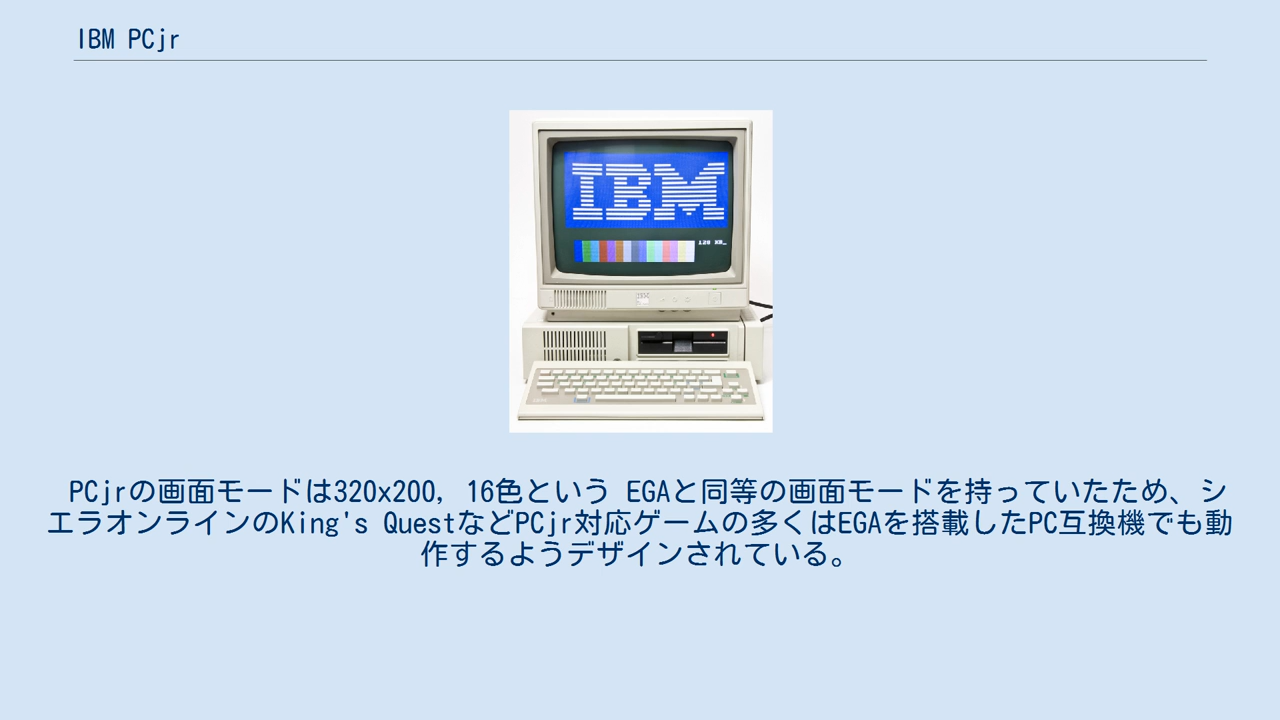 IBM PCjr
IBM
128 KB_
PCjrの画面モードは320x200, 16色という EGAと同等の画面モードを持っていたため、シ
エラオンラインのKing's QuestなどPCjr対応ゲームの多くはEGAを搭載したPC互換機でも動
作するようデザインされている。